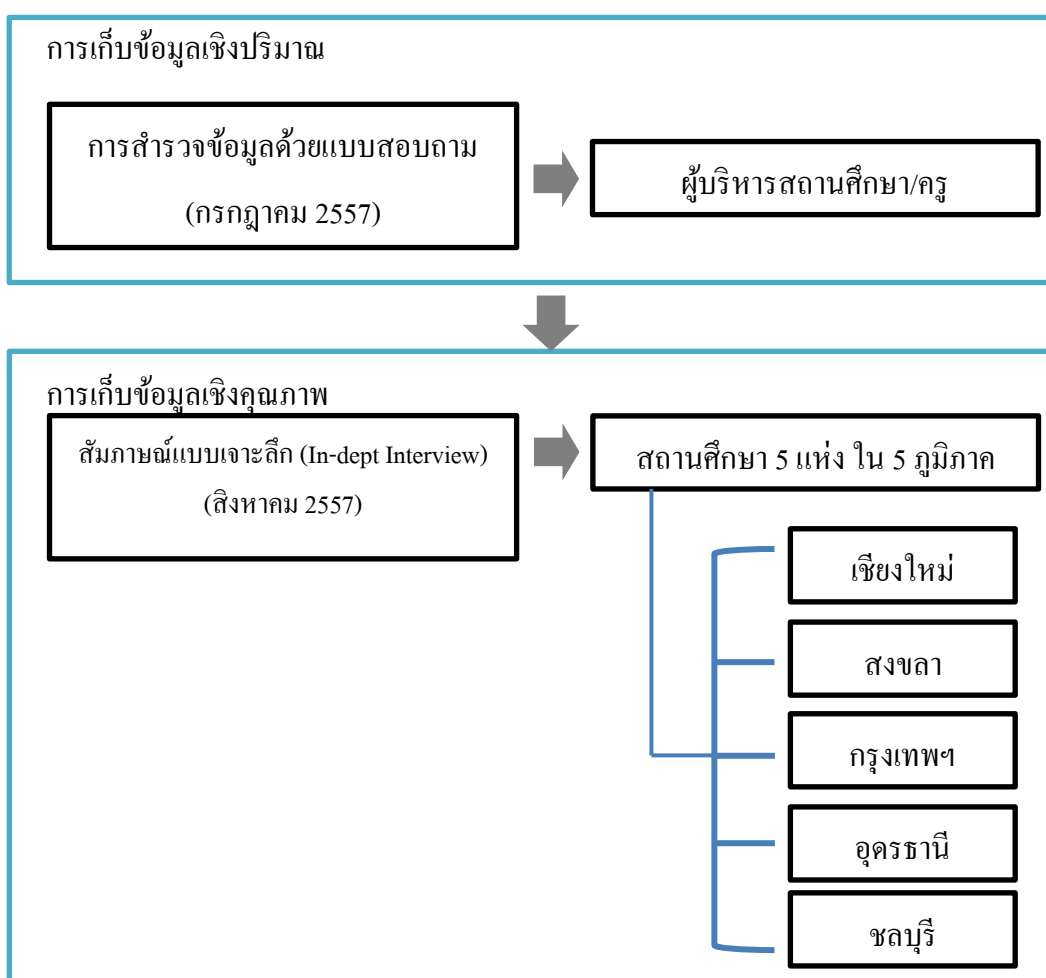 การเก็บข้อมูลเชิงปริมาณ
การสำรวจข้อมูลด้วยแบบสอบถาม
(กรกฎาคม 2557)
ผู้บริหารสถานศึกษา/ครู
การเก็บข้อมูลเชิงคุณภาพ
สัมภาษณ์แบบเจาะลึก (In-dept Interview)
(สิงหาคม 2557)
สถานศึกษา 5 แห่ง ใน 5 ภูมิภาค
เชียงใหม่
สงขลา
กรุงเทพฯ
อุดรธานี
ชลบุรี